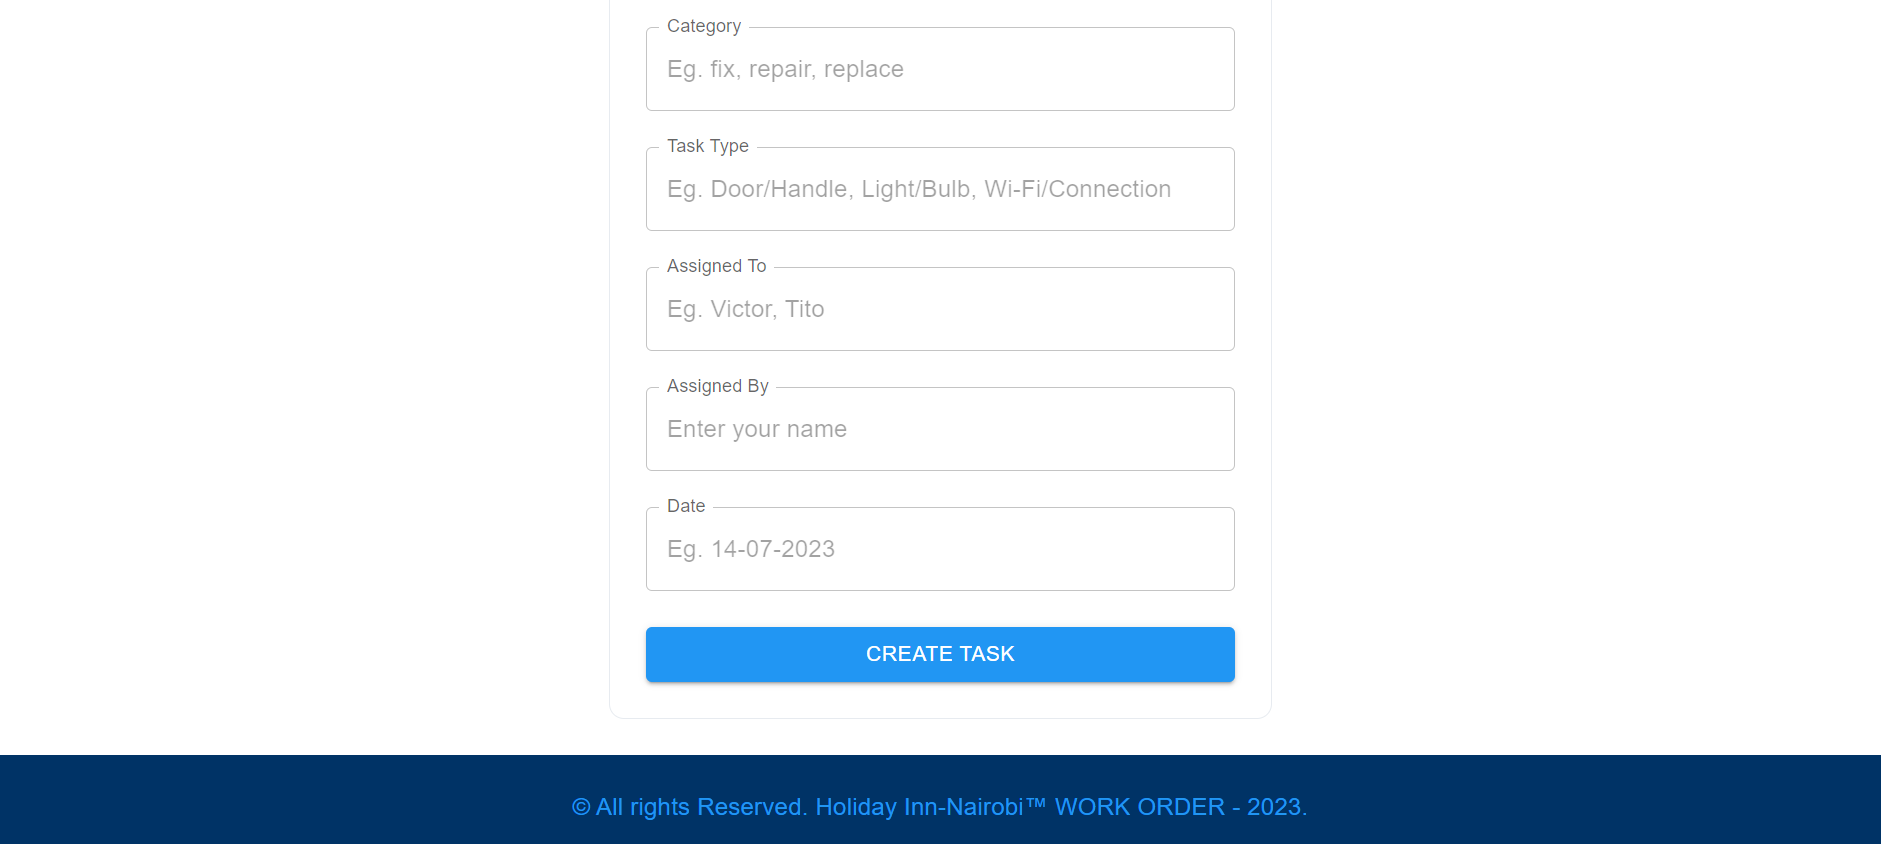 Category
Eg. fix, repair, replace
Task Type
Eg. Door/Handle, Light/Bulb, Wi-Fi/Connection
Assigned To
Eg. Victor, Tito
Assigned By
Enter your name
Date
Eg. 14-07-2023
CREATE TASK
© All rights Reserved. Holiday Inn-Nairobi™ WORK ORDER - 2023.